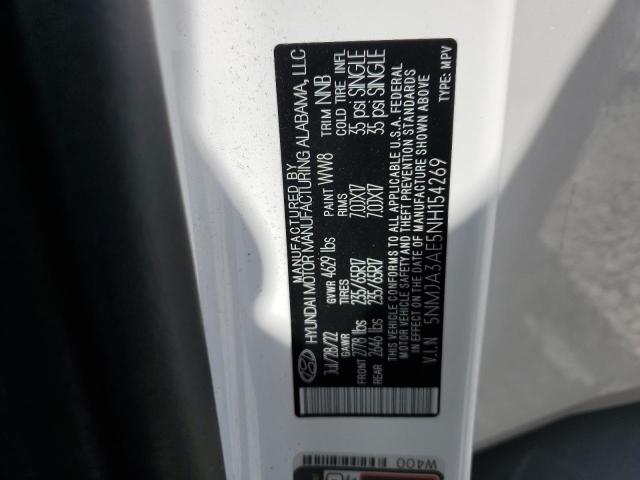 MANUFACTURED BY
HYUNDAI MOTOR MANUFACTURING ALABAMA, LLC
JUL/28/22 PAINT WW8 TRIM NNB
GVWR 4629 lbs
GAWR TIRES RIMS COLD TIRE INFL
FRONT 2778 lbs 235/65R17 7.00X17 35 psi SINGLE
REAR 2646 lbs 235/65R17 7.00X17 35 psi SINGLE
THIS VEHICLE CONFORMS TO ALL APPLICABLE U.S.A. FEDERAL
MOTOR VEHICLE SAFETY AND THEFT PREVENTION STANDARDS
IN EFFECT ON THE DATE OF MANUFACTURE SHOWN ABOVE
V.I.N 5NMJA3AE5NH154269 TYPE: MPV
W400